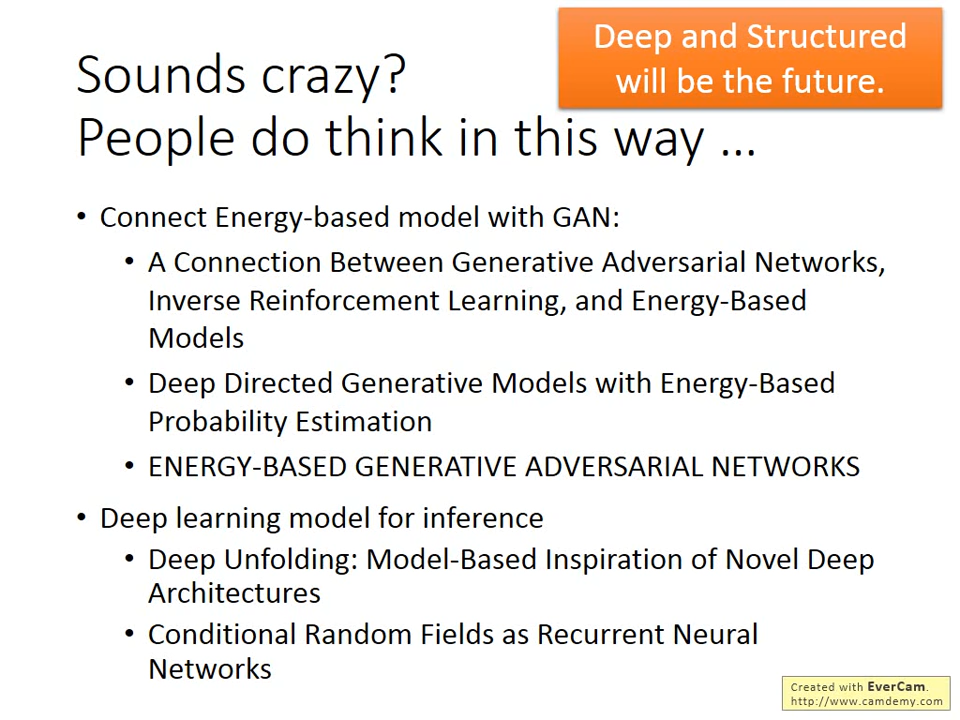 Deep and Structured
will be the future.
Sounds crazy?
People do think in this way …
• Connect Energy-based model with GAN:
• A Connection Between Generative Adversarial Networks,
Inverse Reinforcement Learning, and Energy-Based
Models
• Deep Directed Generative Models with Energy-Based
Probability Estimation
• ENERGY-BASED GENERATIVE ADVERSARIAL NETWORKS
• Deep learning model for inference
• Deep Unfolding: Model-Based Inspiration of Novel Deep
Architectures
• Conditional Random Fields as Recurrent Neural
Networks
Created with EverCam.
http://www.camdemy.com